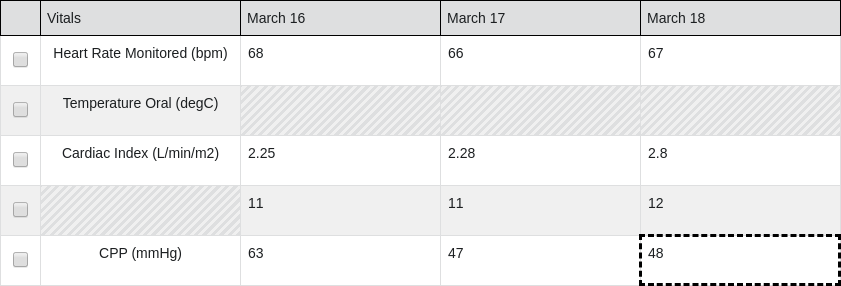 Vitals March 16 March 17 March 18
Heart Rate Monitored (bpm) 68 66 67
Temperature Oral (degC)
Cardiac Index (L/min/m2) 2.25 2.28 2.8
11 11 12
CPP (mmHg) 63 47 48